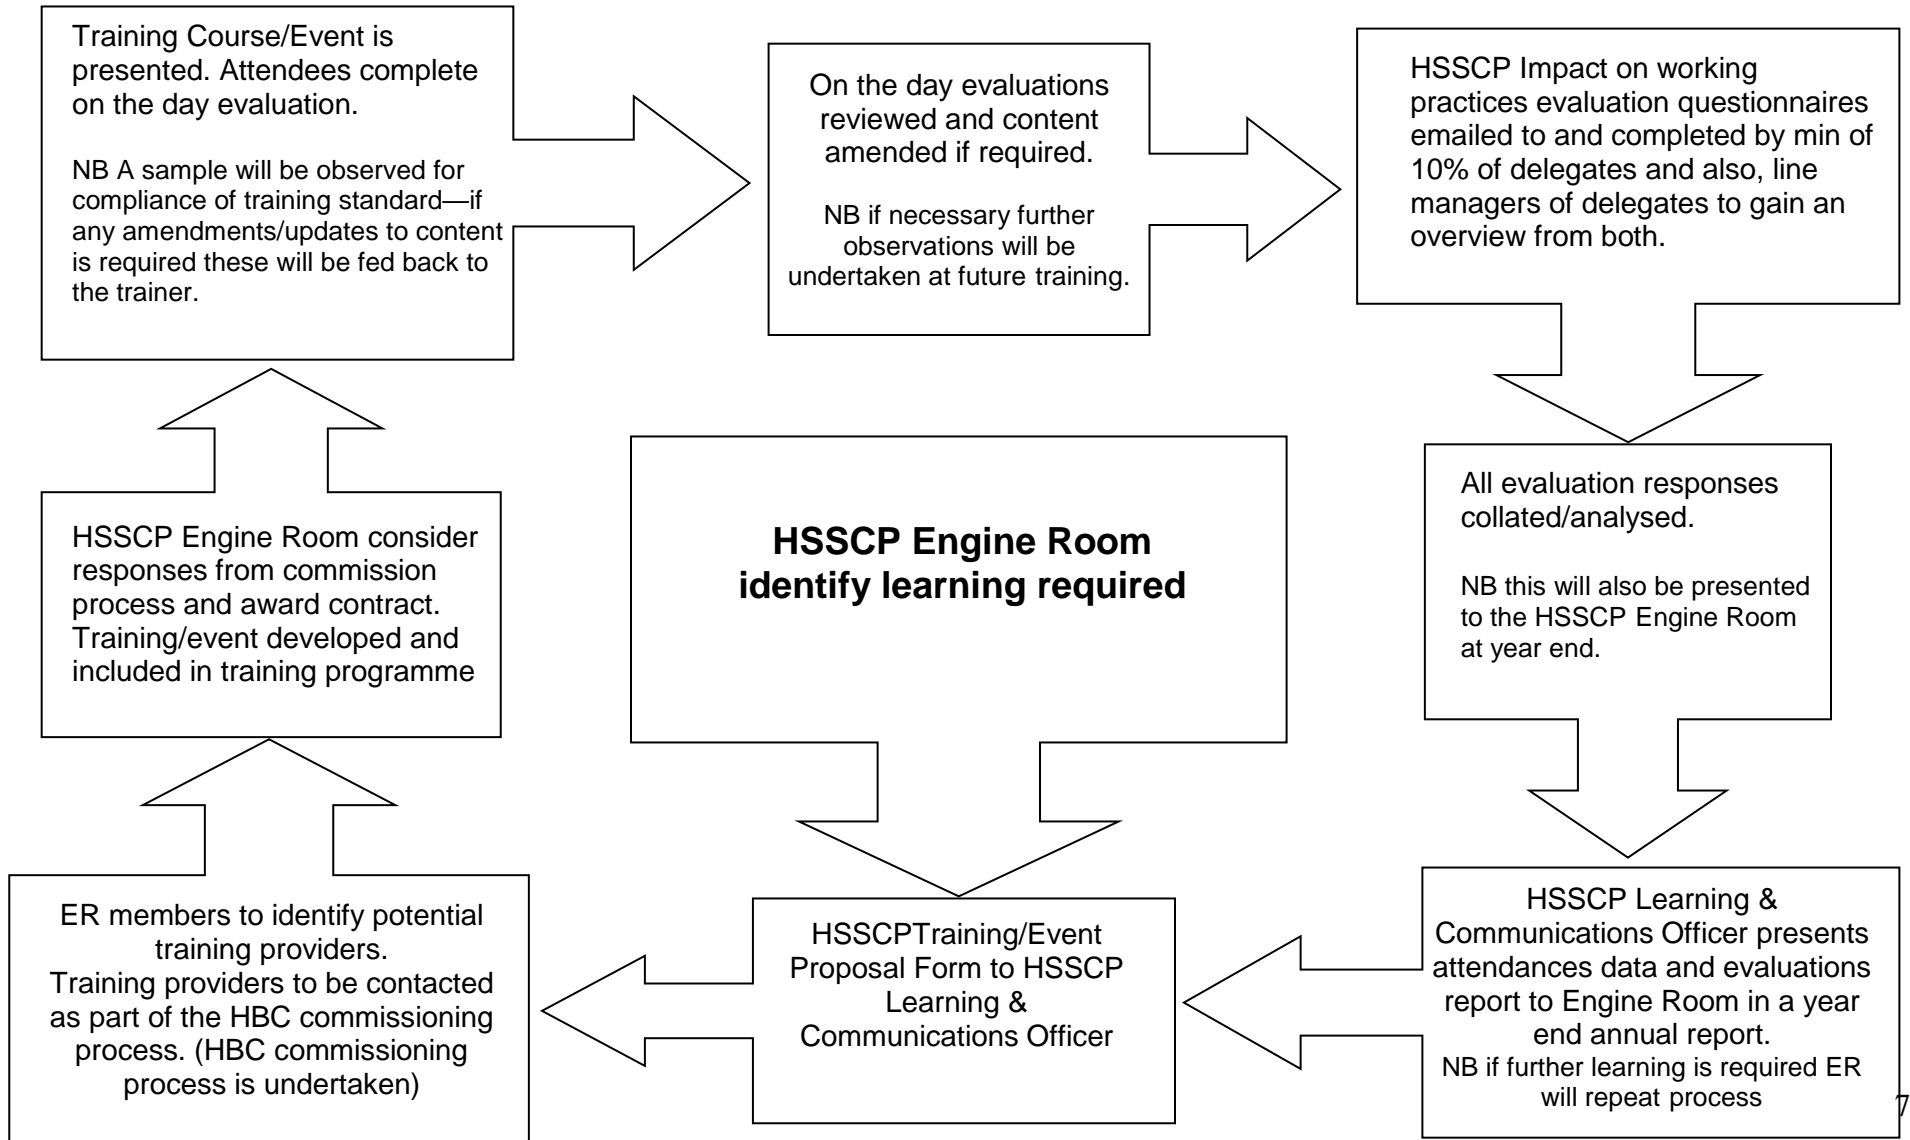 Training Course/Event is
presented. Attendees complete
on the day evaluation.
NB A sample will be observed for
compliance of training standard—if
any amendments/updates to content
is required these will be fed back to
the trainer.
On the day evaluations
reviewed and content
amended if required.
NB if necessary further
observations will be
undertaken at future training.
HSSCP Impact on working
practices evaluation questionnaires
emailed to and completed by min of
10% of delegates and also, line
managers of delegates to gain an
overview from both.
HSSCP Engine Room consider
responses from commission
process and award contract.
Training/event developed and
included in training programme
HSSCP Engine Room
identify learning required
All evaluation responses
collated/analysed.
NB this will also be presented
to the HSSCP Engine Room
at year end.
ER members to identify potential
training providers.
Training providers to be contacted
as part of the HBC commissioning
process. (HBC commissioning
process is undertaken)
HSSCPTraining/Event
Proposal Form to HSSCP
Learning &
Communications Officer
HSSCP Learning &
Communications Officer presents
attendances data and evaluations
report to Engine Room in a year
end annual report.
NB if further learning is required ER
will repeat process
7